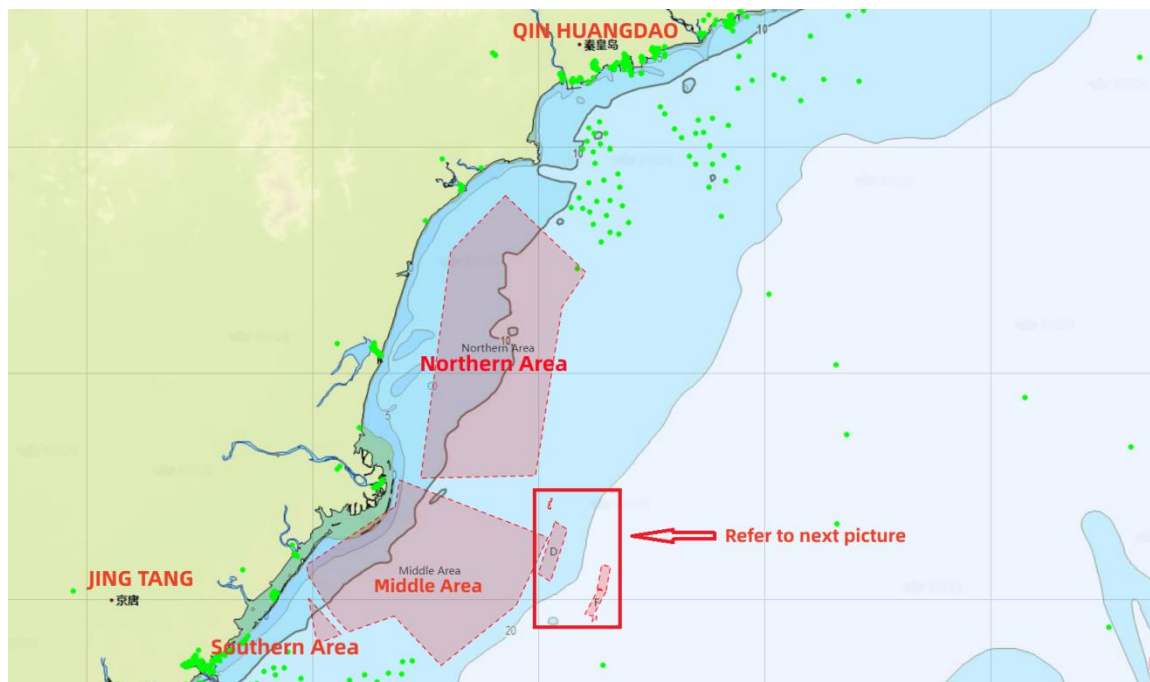 QIN HUANGDAO
秦皇岛
10
10
10
Northern Area
Northern Area
5
D
Refer to next picture
Middle Area
Middle Area
JING TANG
京唐
20
Southern Area